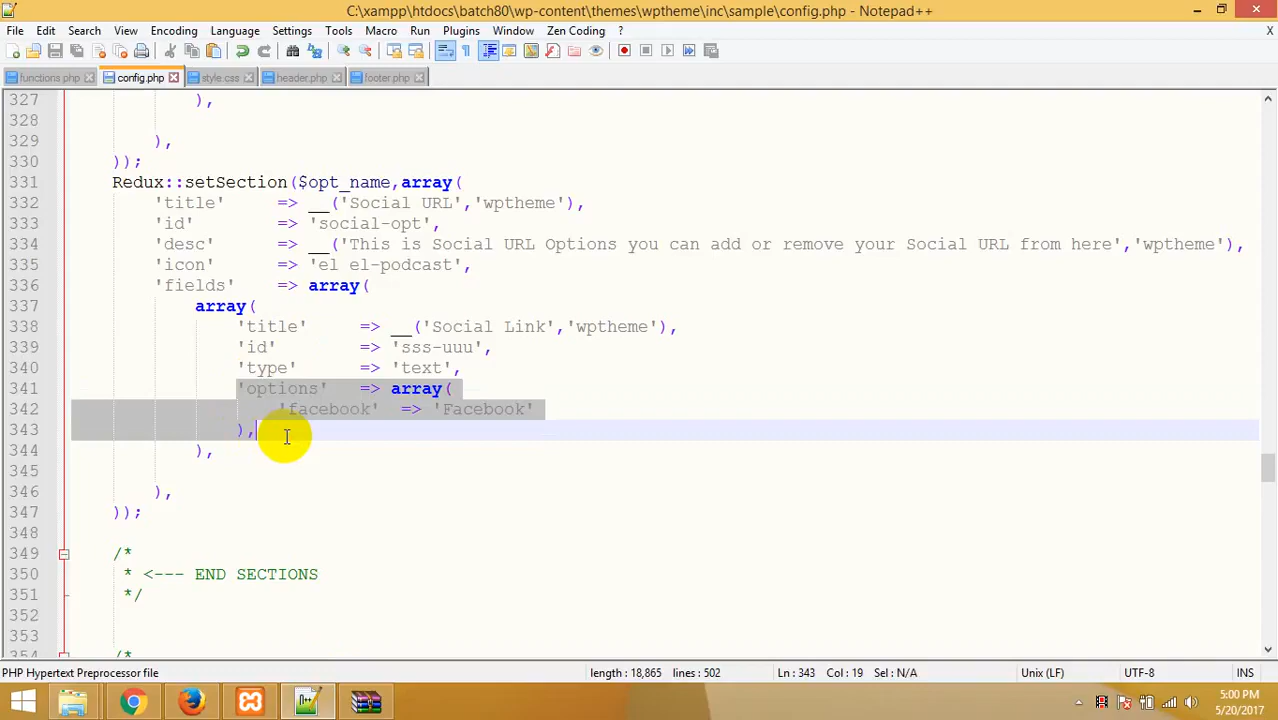 C:\xampp\htdocs\batch80\wp-content\themes\wptheme\inc\sample\config.php - Notepad++
File Edit Search View Encoding Language Settings Tools Macro Run Plugins Window Zen Coding ? X
functions.php config.php style.css header.php footer.php
327 ),
328
329 ),
330 ));
331 Redux::setSection($opt_name,array(
332 'title' => __('Social URL','wptheme'),
333 'id' => 'social-opt',
334 'desc' => __('This is Social URL Options you can add or remove your Social URL from here','wptheme'),
335 'icon' => 'el el-podcast',
336 'fields' => array(
337 array(
338 'title' => __('Social Link','wptheme'),
339 'id' => 'sss-uuu',
340 'type' => 'text',
341 'options' => array(
342 'facebook' => 'Facebook'
343 ),
344 ),
345
346 ),
347 ));
348
349 /*
350 * <--- END SECTIONS
351 */
352
353
354 /*
PHP Hypertext Preprocessor file length : 18,865 lines : 502 Ln : 343 Col : 19 Sel : N/A Unix (LF) UTF-8 INS
5:00 PM
5/20/2017